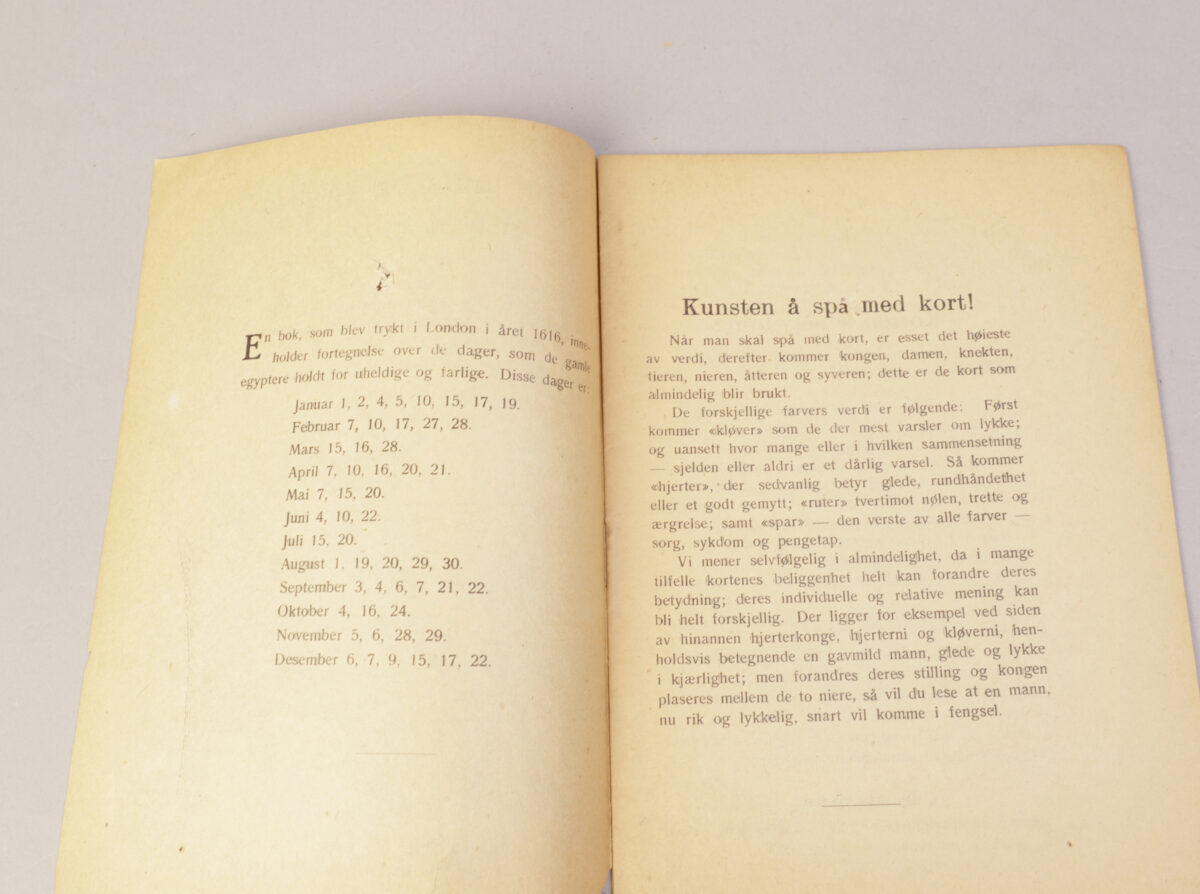 En bok, som blev trykt i London i året 1616, inne-
holder fortegnelse over de dager, som de gamle
egyptere holdt for uheldige og farlige. Disse dager er:
Januar 1, 2, 4, 5, 10, 15, 17, 19.
Februar 7, 10, 17, 27, 28.
Mars 15, 16, 28.
April 7, 10, 16, 20, 21.
Mai 7, 15, 20.
Juni 4, 10, 22.
Juli 15, 20.
August 1, 19, 20, 29, 30.
September 3, 4, 6, 7, 21, 22.
Oktober 4, 16, 24.
November 5, 6, 28, 29.
Desember 6, 7, 9, 15, 17, 22.
Kunsten å spå med kort!
Når man skal spå med kort, er esset det høieste
av verdi, derefter kommer kongen, damen, knekten,
tieren, nieren, åtteren og syveren; dette er de kort som
almindelig blir brukt.
De forskjellige farvers verdi er følgende: Først
kommer «kløver» som de der mest varsler om lykke;
og uansett hvor mange eller i hvilken sammensetning
— sjelden eller aldri er et dårlig varsel. Så kommer
«hjerter», der sedvanlig betyr glede, rundhåndethet
eller et godt gemytt; «ruter» tvertimot nølen, trette og
ærgrelse; samt «spar» — den verste av alle farver —
sorg, sykdom og pengetap.
Vi mener selvfølgelig i almindelighet, da i mange
tilfelle kortenes beliggenhet helt kan forandre deres
betydning; deres individuelle og relative mening kan
bli helt forskjellig. Der ligger for eksempel ved siden
av hinannen hjerterkonge, hjerterni og kløverni, hen-
holdsvis betegnende en gavmild mann, glede og lykke
i kjærlighet; men forandres deres stilling og kongen
plaseres mellem de to niere, så vil du lese at en mann,
nu rik og lykkelig, snart vil komme i fengsel.